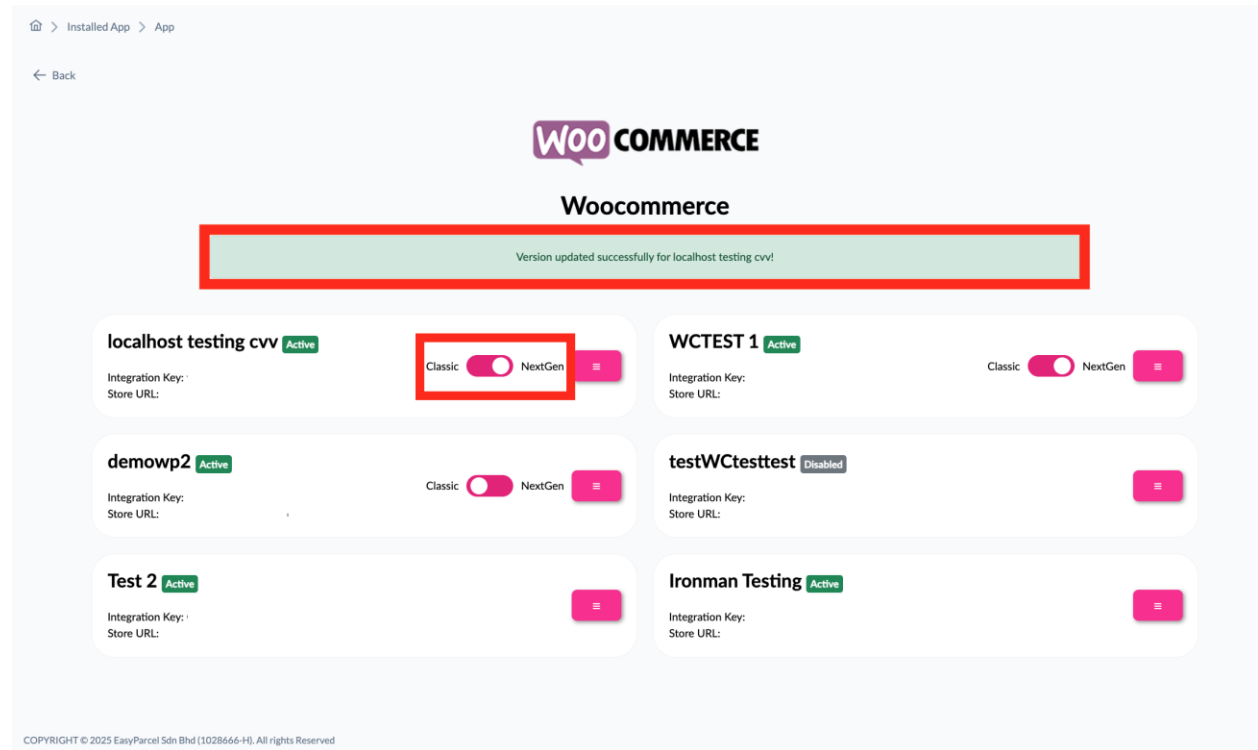 Installed App > App
← Back
WOO COMMERCE
Woocommerce
Version updated successfully for localhost testing cvv!
localhost testing cvv Active
Classic NextGen
Integration Key:
Store URL:
WCTEST 1 Active
Classic NextGen
Integration Key:
Store URL:
demowp2 Active
Classic NextGen
Integration Key:
Store URL:
testWCtesttest Disabled
Integration Key:
Store URL:
Test 2 Active
Integration Key:
Store URL:
Ironman Testing Active
Integration Key:
Store URL:
COPYRIGHT © 2025 EasyParcel Sdn Bhd (1028666-H). All rights Reserved